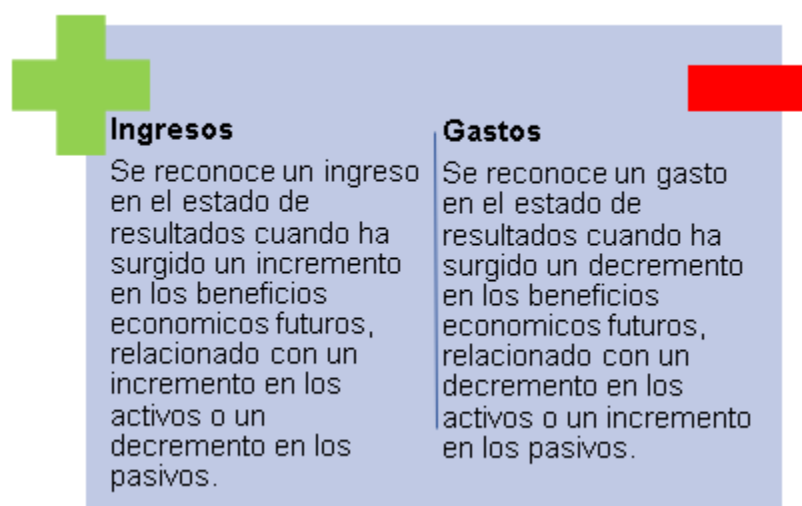 Ingresos
Se reconoce un ingreso
en el estado de
resultados cuando ha
surgido un incremento
en los beneficios
economicos futuros,
relacionado con un
incremento en los
activos o un
decremento en los
pasivos.
Gastos
Se reconoce un gasto
en el estado de
resultados cuando ha
surgido un decremento
en los beneficios
economicos futuros,
relacionado con un
decremento en los
activos o un incremento
en los pasivos.